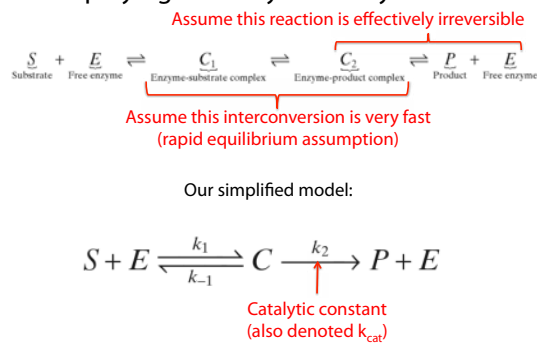 Assume this reaction is effectively irreversible
S + E ⇌ C₁ ⇌ C₂ ⇌ P + E
Substrate Free enzyme Enzyme-substrate complex Enzyme-product complex Product Free enzyme
Assume this interconversion is very fast
(rapid equilibrium assumption)
Our simplified model:
k₁ k₂
S + E ⇌ C → P + E
k₋₁
Catalytic constant
(also denoted k_cat)